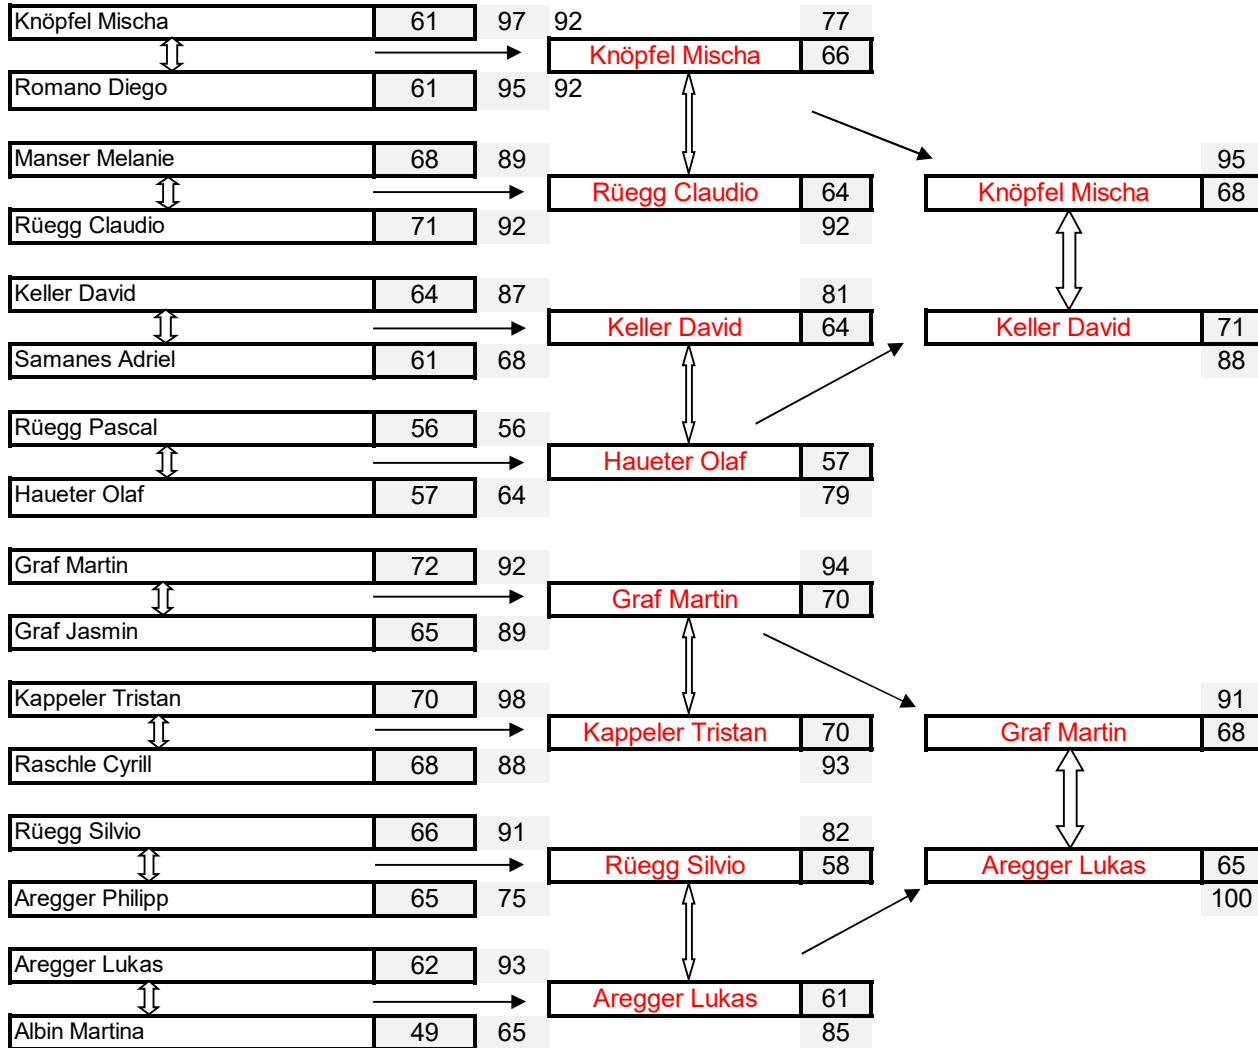 Knöpfel Mischa 61 97 92 77
Knöpfel Mischa 66
Romano Diego 61 95 92
Manser Melanie 68 89 95
Rüegg Claudio 64 Knöpfel Mischa 68
Rüegg Claudio 71 92 92
Keller David 64 87 81
Keller David 64 Keller David 71
Samanes Adriel 61 68 88
Rüegg Pascal 56 56
Haueter Olaf 57
Haueter Olaf 57 64 79
Graf Martin 72 92 94
Graf Martin 70
Graf Jasmin 65 89
Kappeler Tristan 70 98 91
Kappeler Tristan 70 Graf Martin 68
Raschle Cyrill 68 88 93
Rüegg Silvio 66 91 82
Rüegg Silvio 58 Aregger Lukas 65
Aregger Philipp 65 75 100
Aregger Lukas 62 93
Aregger Lukas 61
Albin Martina 49 65 85